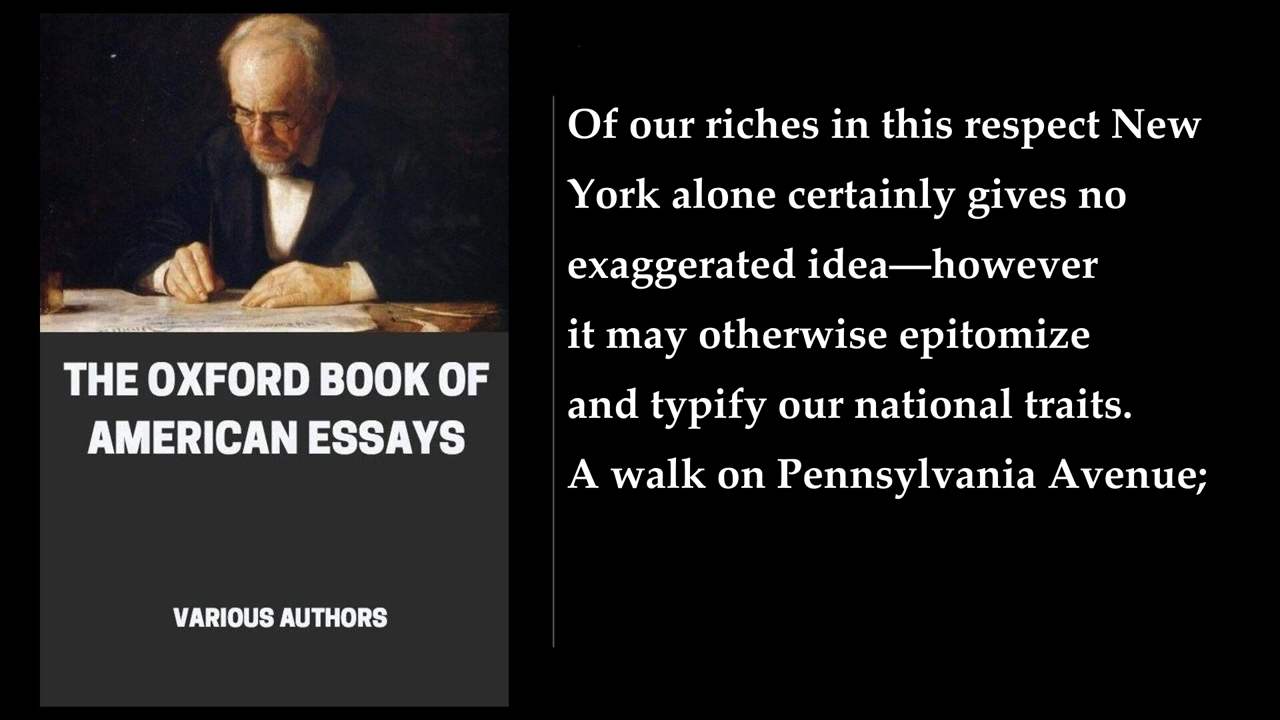 THE OXFORD BOOK OF
AMERICAN ESSAYS
VARIOUS AUTHORS
Of our riches in this respect New
York alone certainly gives no
exaggerated idea—however
it may otherwise epitomize
and typify our national traits.
A walk on Pennsylvania Avenue;